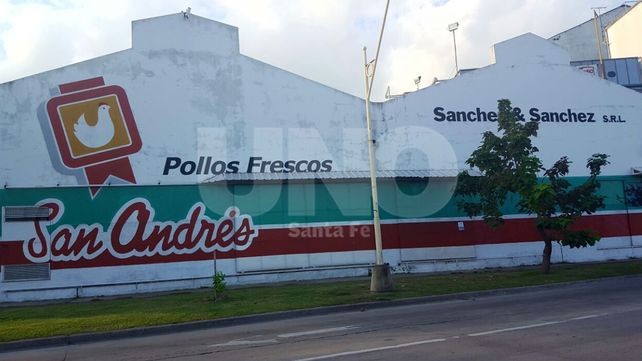 Sanchez & Sanchez S.R.L.
Pollos Frescos
UNO
Santa Fe
San Andrés